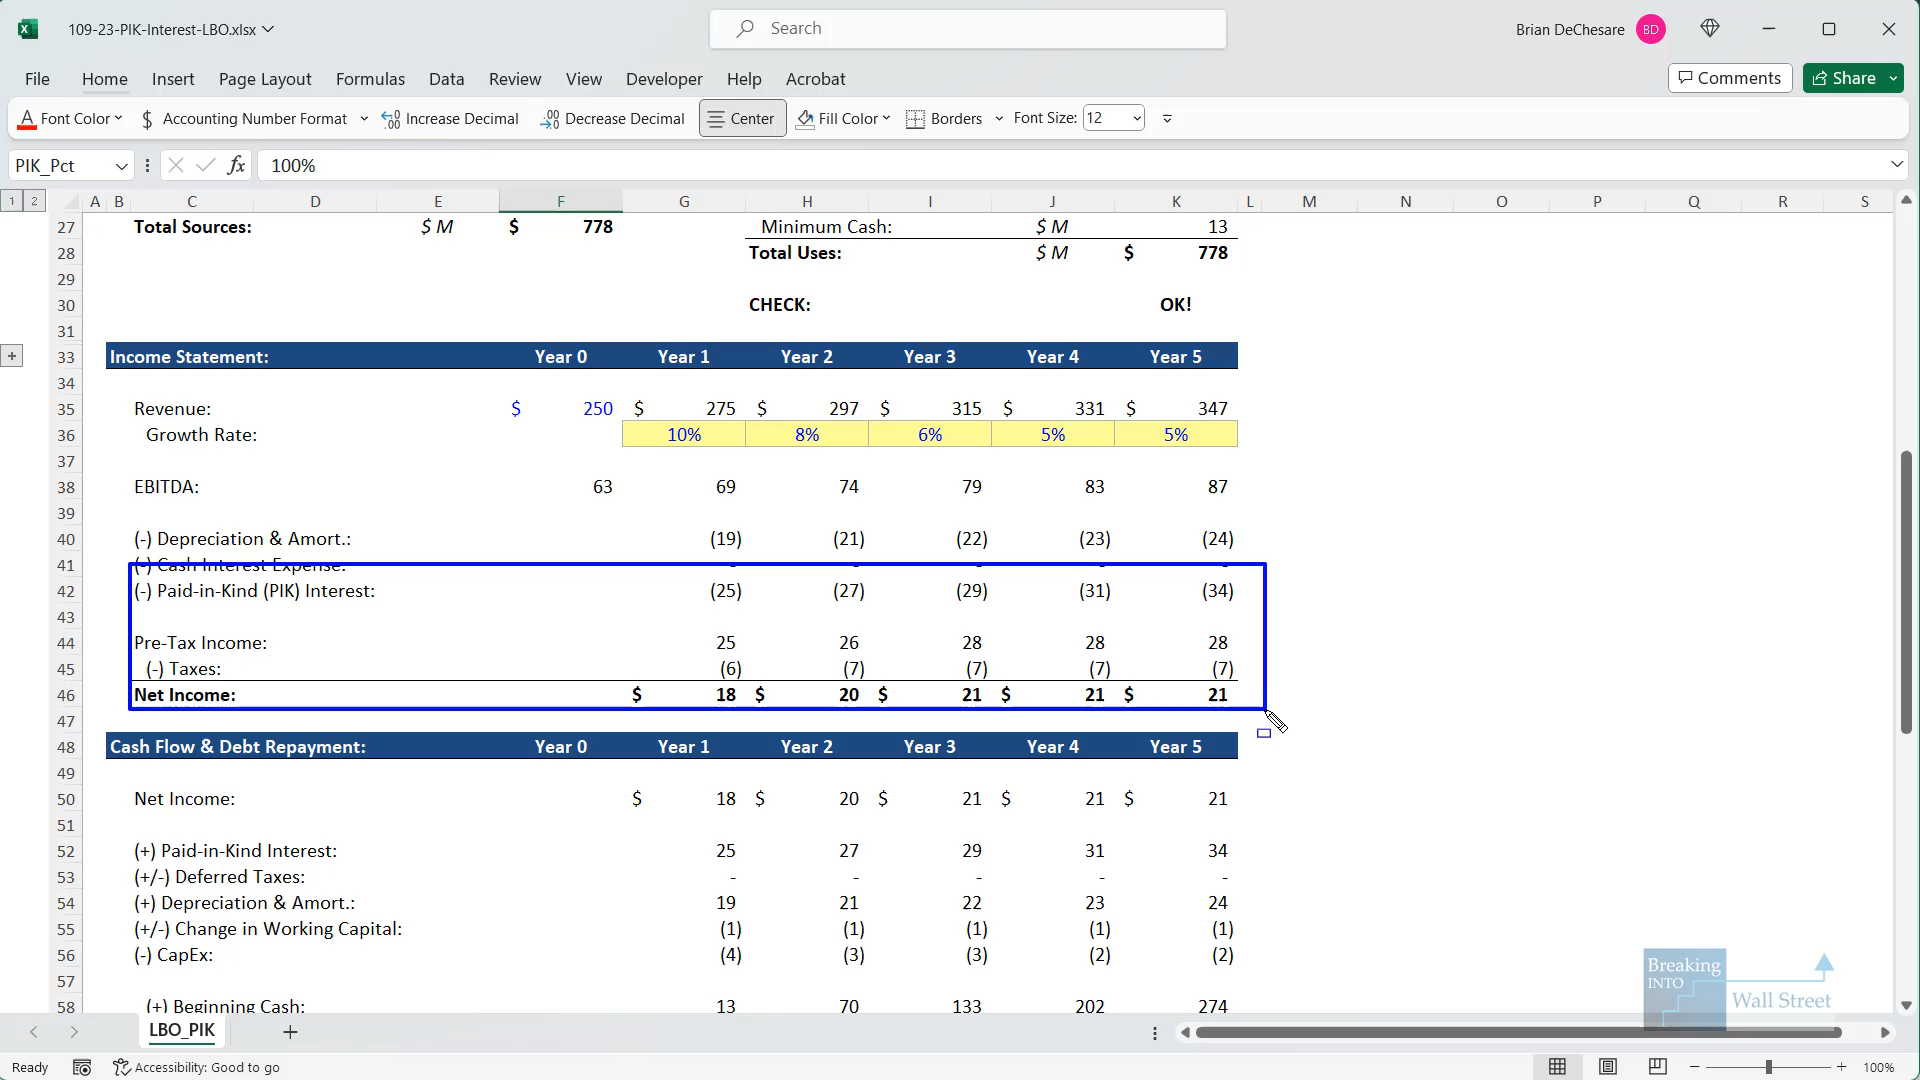 109-23-PIK-Interest-LBO.xlsx
Search
Brian DeChesare BD
File Home Insert Page Layout Formulas Data Review View Developer Help Acrobat Comments Share
A Font Color $ Accounting Number Format Increase Decimal Decrease Decimal Center Fill Color Borders Font Size: 12
PIK_Pct fx 100%
1 2 A B C D E F G H I J K L M N O P Q R S
27 Total Sources: $ M $ 778 Minimum Cash: $ M 13
28 Total Uses: $ M $ 778
29
30 CHECK: OK!
31
33 Income Statement: Year 0 Year 1 Year 2 Year 3 Year 4 Year 5
34
35 Revenue: $ 250 $ 275 $ 297 $ 315 $ 331 $ 347
36 Growth Rate: 10% 8% 6% 5% 5%
37
38 EBITDA: 63 69 74 79 83 87
39
40 (-) Depreciation & Amort.: (19) (21) (22) (23) (24)
41 (-) Cash Interest Expense: - - - - -
42 (-) Paid-in-Kind (PIK) Interest: (25) (27) (29) (31) (34)
43
44 Pre-Tax Income: 25 26 28 28 28
45 (-) Taxes: (6) (7) (7) (7) (7)
46 Net Income: $ 18 $ 20 $ 21 $ 21 $ 21
47
48 Cash Flow & Debt Repayment: Year 0 Year 1 Year 2 Year 3 Year 4 Year 5
49
50 Net Income: $ 18 $ 20 $ 21 $ 21 $ 21
51
52 (+) Paid-in-Kind Interest: 25 27 29 31 34
53 (+/-) Deferred Taxes: - - - - -
54 (+) Depreciation & Amort.: 19 21 22 23 24
55 (+/-) Change in Working Capital: (1) (1) (1) (1) (1)
56 (-) CapEx: (4) (3) (3) (2) (2)
57
58 (+) Beginning Cash: 13 70 133 202 274
Breaking
INTO
Wall Street
LBO_PIK
Ready Accessibility: Good to go 100%